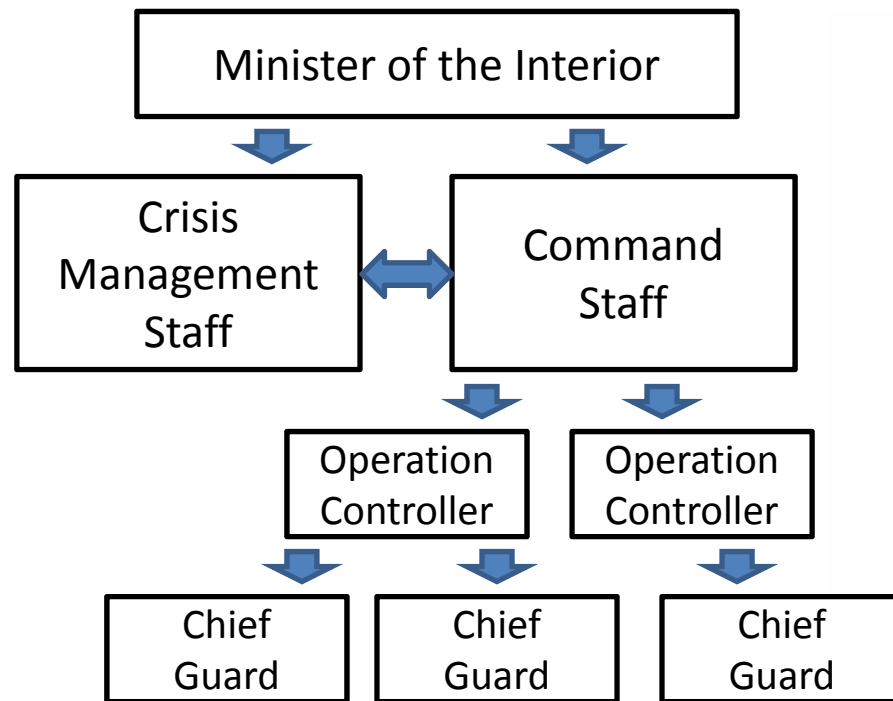 Minister of the Interior
Crisis
Management
Staff
Command
Staff
Operation
Controller
Operation
Controller
Chief
Guard
Chief
Guard
Chief
Guard